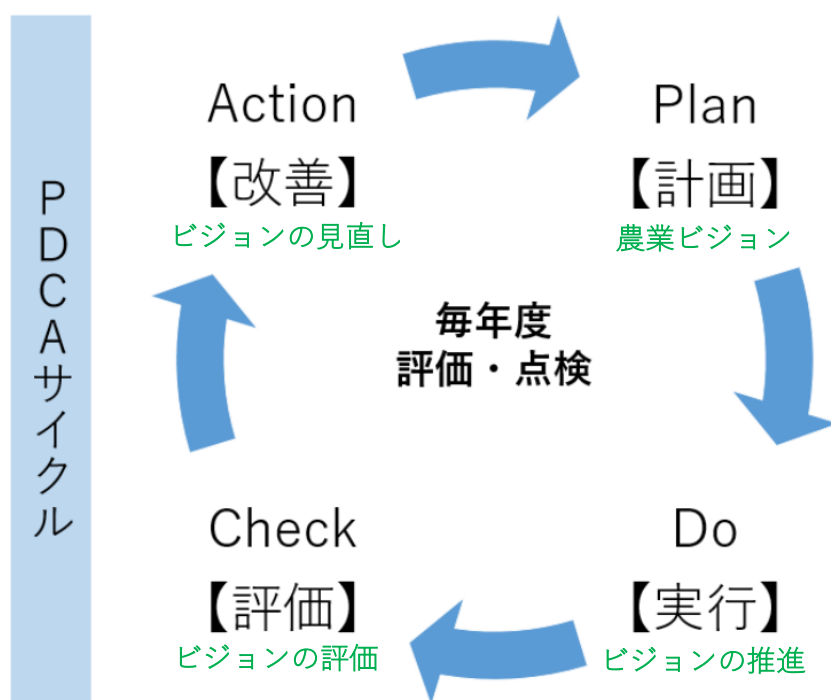 PDCAサイクル
Action
【改善】
ビジョンの見直し
Plan
【計画】
農業ビジョン
毎年度
評価・点検
Check
【評価】
ビジョンの評価
Do
【実行】
ビジョンの推進